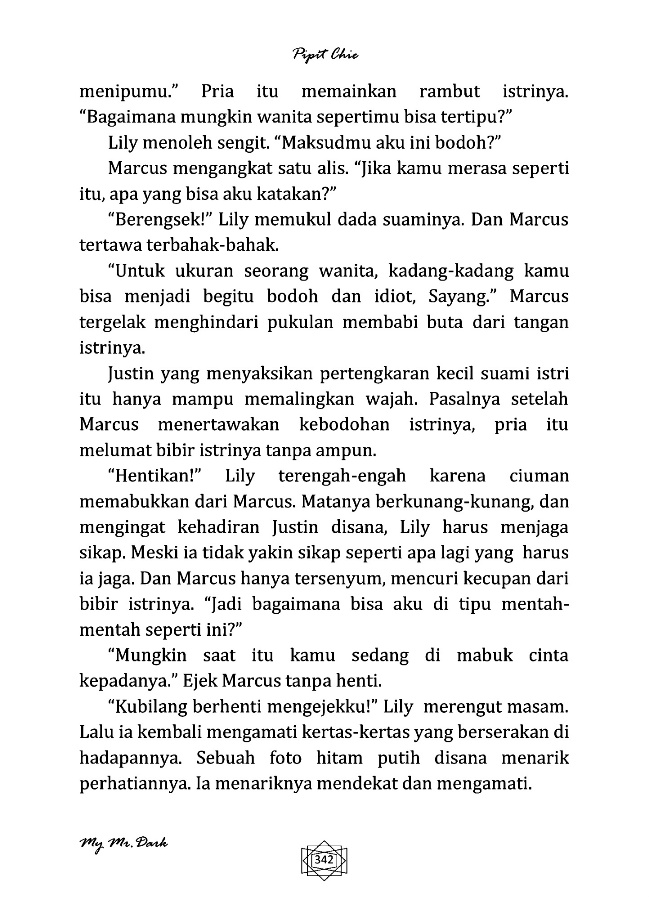 Pipit Chie
menipumu.” Pria itu memainkan rambut istrinya.
“Bagaimana mungkin wanita sepertimu bisa tertipu?”
Lily menoleh sengit. “Maksudmu aku ini bodoh?”
Marcus mengangkat satu alis. “Jika kamu merasa seperti
itu, apa yang bisa aku katakan?”
“Berengsek!” Lily memukul dada suaminya. Dan Marcus
tertawa terbahak-bahak.
“Untuk ukuran seorang wanita, kadang-kadang kamu
bisa menjadi begitu bodoh dan idiot, Sayang.” Marcus
tergelak menghindari pukulan membabi buta dari tangan
istrinya.
Justin yang menyaksikan pertengkaran kecil suami istri
itu hanya mampu memalingkan wajah. Pasalnya setelah
Marcus menertawakan kebodohan istrinya, pria itu
melumat bibir istrinya tanpa ampun.
“Hentikan!” Lily terengah-engah karena ciuman
memabukkan dari Marcus. Matanya berkunang-kunang, dan
mengingat kehadiran Justin disana, Lily harus menjaga
sikap. Meski ia tidak yakin sikap seperti apa lagi yang harus
ia jaga. Dan Marcus hanya tersenyum, mencuri kecupan dari
bibir istrinya. “Jadi bagaimana bisa aku di tipu mentah-
mentah seperti ini?”
“Mungkin saat itu kamu sedang di mabuk cinta
kepadanya.” Ejek Marcus tanpa henti.
“Kubilang berhenti mengejekku!” Lily merengut masam.
Lalu ia kembali mengamati kertas-kertas yang berserakan di
hadapannya. Sebuah foto hitam putih disana menarik
perhatiannya. Ia menariknya mendekat dan mengamati.
My Mr. Dark
342